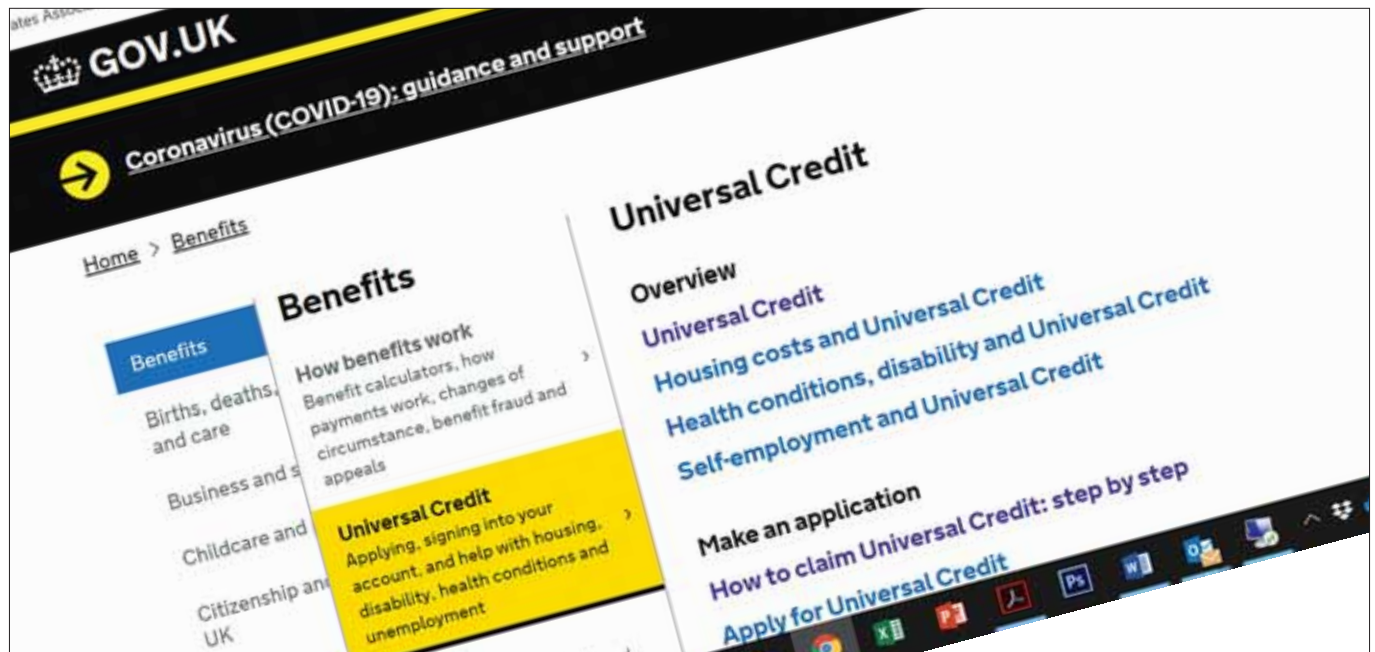 ates Assoc
GOV.UK
Coronavirus (COVID-19): guidance and support
Home > Benefits
Benefits
Births, deaths,
and care
Business and s
Childcare and
Citizenship and
UK
Benefits
How benefits work
Benefit calculators, how
payments work, changes of
circumstance, benefit fraud and
appeals
Universal Credit
Applying, signing into your
account, and help with housing,
disability, health conditions and
unemployment
Universal Credit
Overview
Universal Credit
Housing costs and Universal Credit
Health conditions, disability and Universal Credit
Self-employment and Universal Credit
Make an application
How to claim Universal Credit: step by step
Apply for Universal Credit
Ps